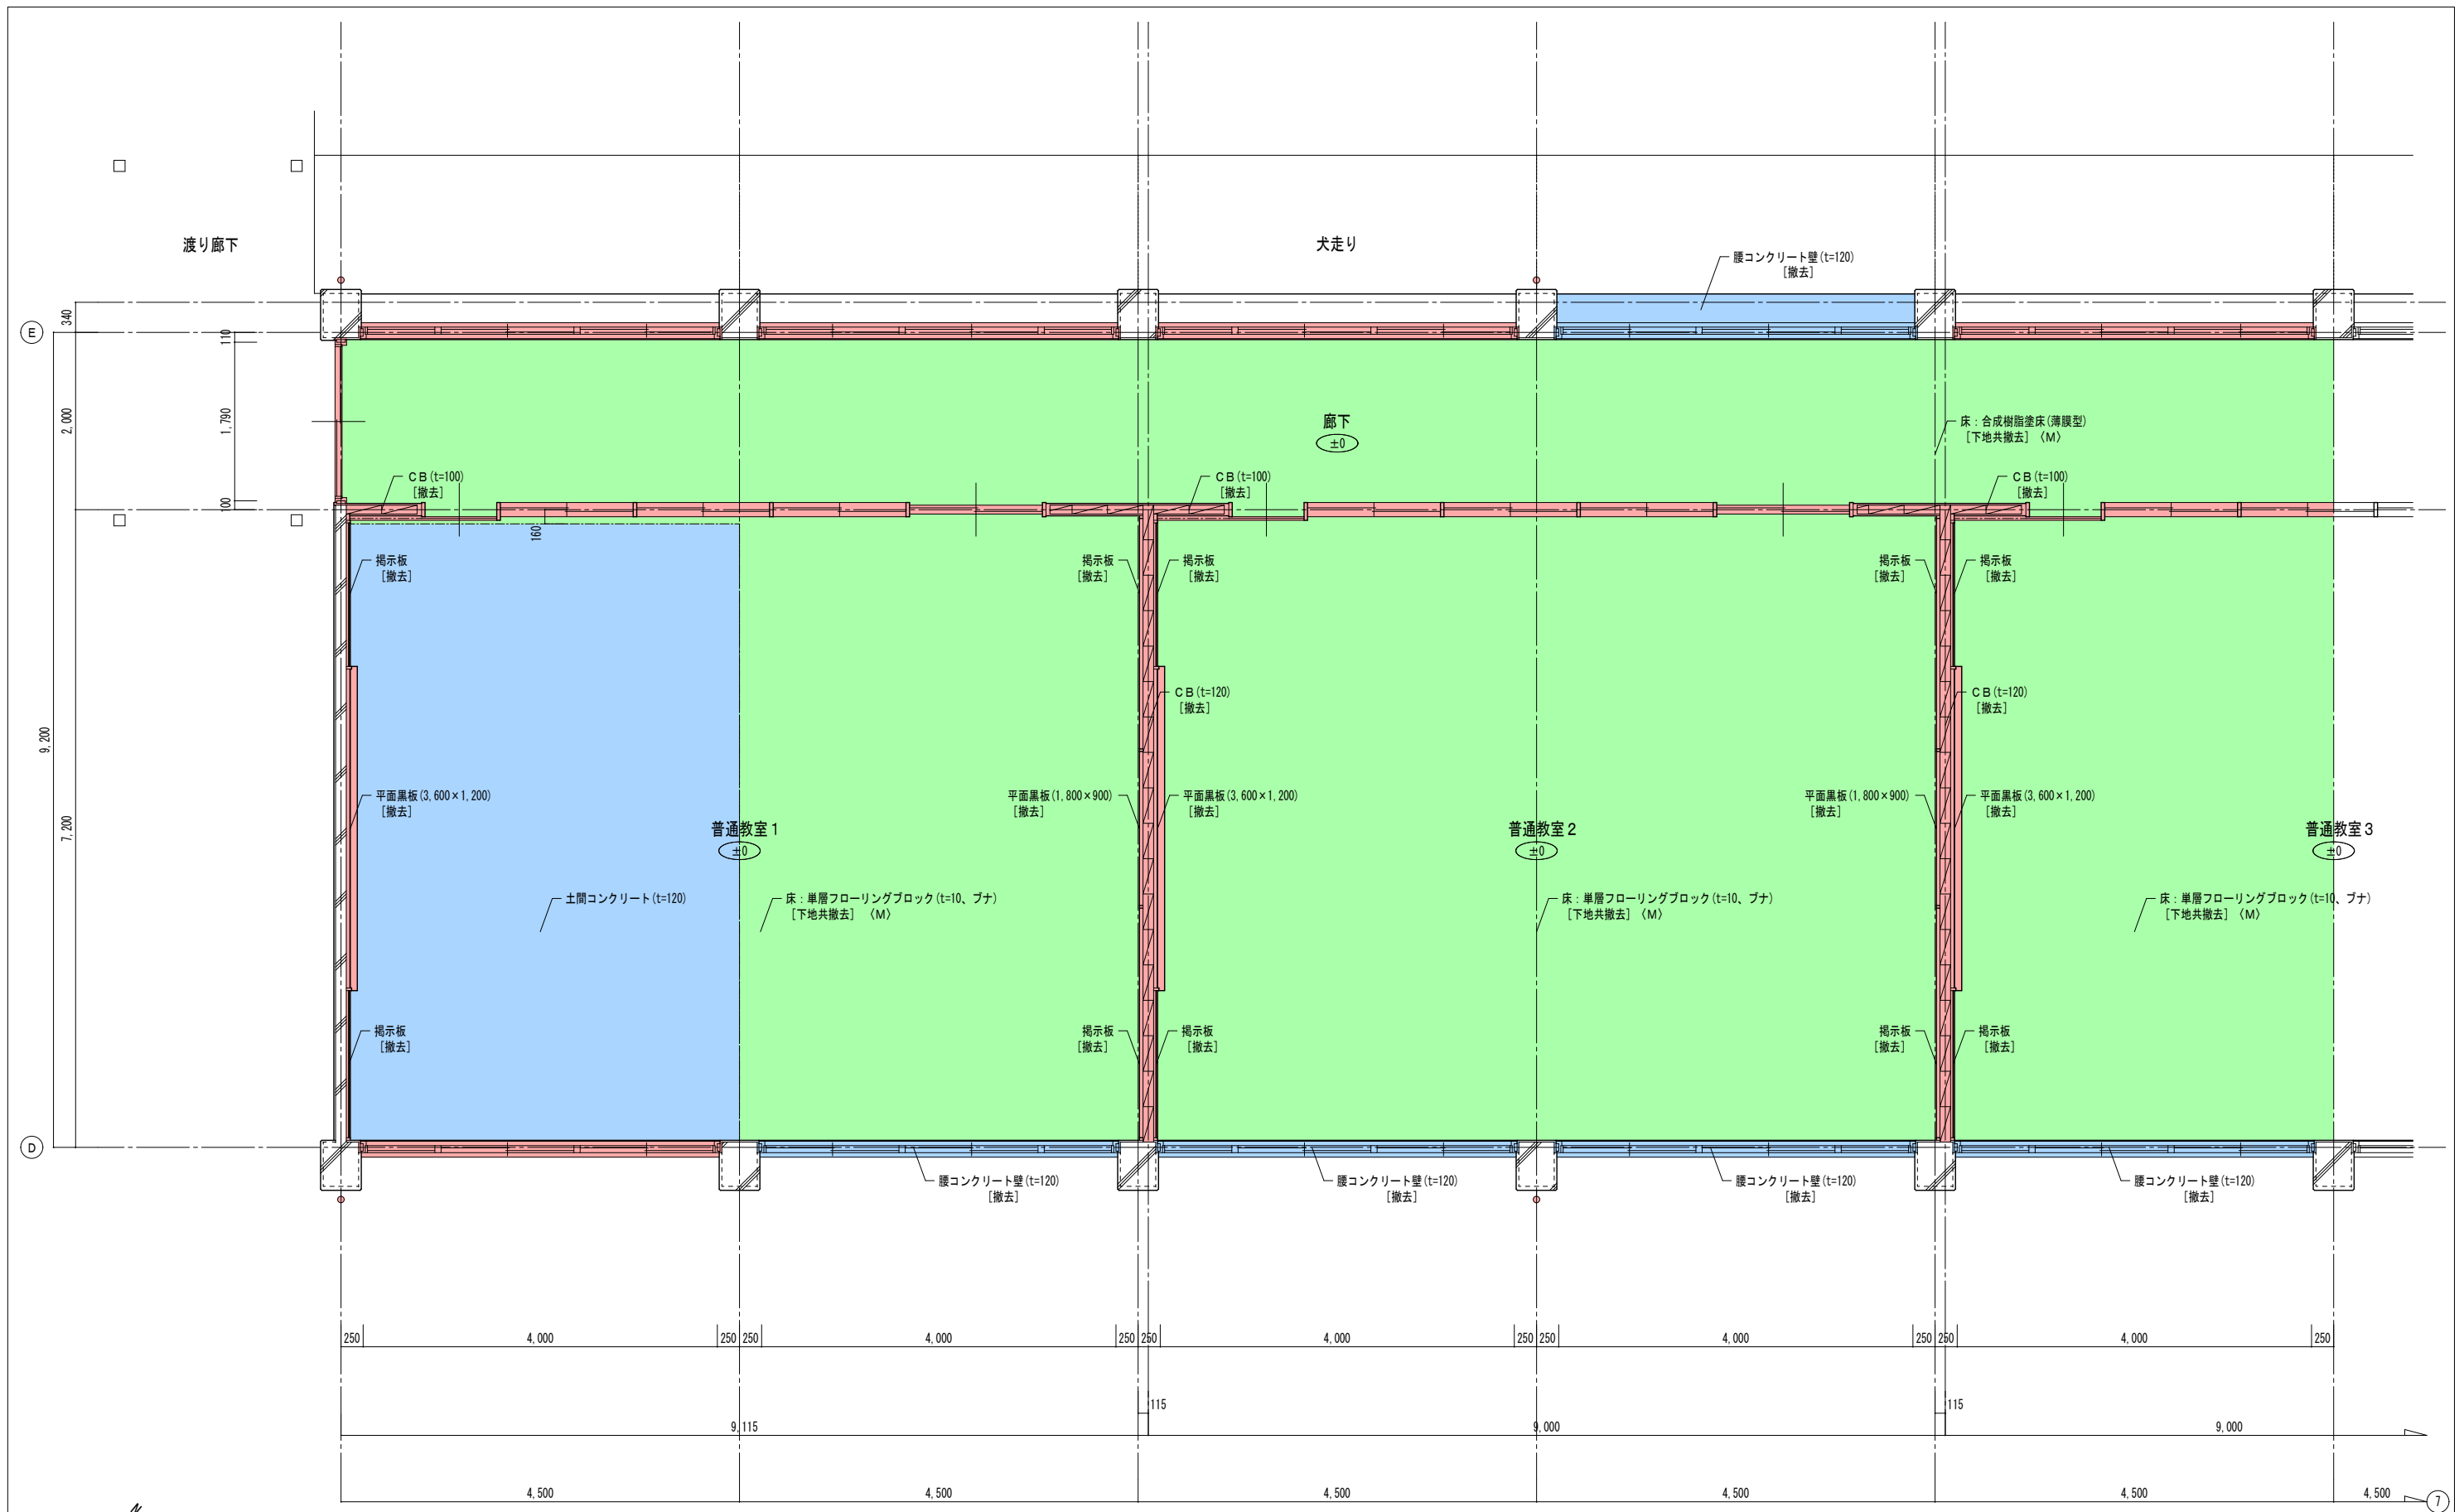 渡り廊下
犬走り
腰コンクリート壁(t=120)
[撤去]
340
E
110
2,000
1,790
100
廊下
±0
床：合成樹脂塗床(薄膜型)
[下地共撤去]〈M〉
ＣＢ(t=100)
[撤去]
ＣＢ(t=100)
[撤去]
ＣＢ(t=100)
[撤去]
160
掲示板
[撤去]
掲示板
[撤去]
掲示板
[撤去]
掲示板
[撤去]
掲示板
[撤去]
ＣＢ(t=120)
[撤去]
ＣＢ(t=120)
[撤去]
9,200
7,200
平面黒板(3,600×1,200)
[撤去]
平面黒板(1,800×900)
[撤去]
平面黒板(3,600×1,200)
[撤去]
平面黒板(1,800×900)
[撤去]
平面黒板(3,600×1,200)
[撤去]
普通教室１
±0
普通教室２
±0
普通教室３
±0
土間コンクリート(t=120)
床：単層フローリングブロック(t=10、ブナ)
[下地共撤去]〈M〉
床：単層フローリングブロック(t=10、ブナ)
[下地共撤去]〈M〉
床：単層フローリングブロック(t=10、ブナ)
[下地共撤去]〈M〉
掲示板
[撤去]
掲示板
[撤去]
掲示板
[撤去]
掲示板
[撤去]
掲示板
[撤去]
D
腰コンクリート壁(t=120)
[撤去]
腰コンクリート壁(t=120)
[撤去]
腰コンクリート壁(t=120)
[撤去]
腰コンクリート壁(t=120)
[撤去]
250 4,000 250 250 4,000 250 250 4,000 250 250 4,000 250 250 4,000 250
115 115
9,115 9,000 9,000
4,500 4,500 4,500 4,500 4,500 4,500
7